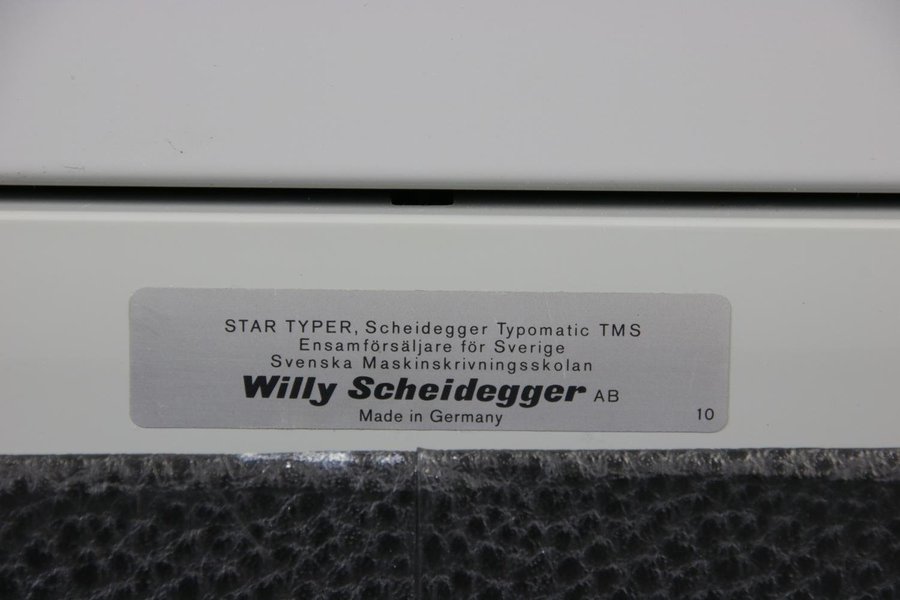 STAR TYPER, Scheidegger Typomatic TMS
Ensamförsäljare för Sverige
Svenska Maskinskrivningsskolan
Willy Scheidegger AB
Made in Germany 10